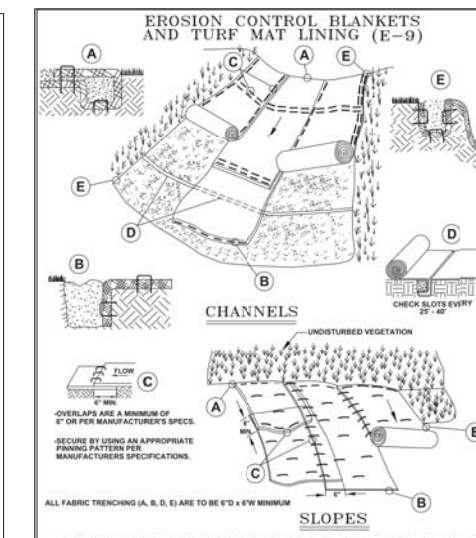 EROSION CONTROL BLANKETS
AND TURF MAT LINING (E-9)
A
C
A
E
E
E
D
B
B
D
CHECK SLOTS EVERY
25' - 40'
CHANNELS
UNDISTURBED VEGETATION
FLOW
6" MIN.
C
-OVERLAPS ARE A MINIMUM OF
6" OR PER MANUFACTURER'S SPECS.
-SECURE BY USING AN APPROPRIATE
PINNING PATTERN PER
MANUFACTURERS SPECIFICATIONS.
A
6"
MIN.
C
E
6"
B
ALL FABRIC TRENCHING (A, B, D, E) ARE TO BE 6"D x 6"W MINIMUM
SLOPES